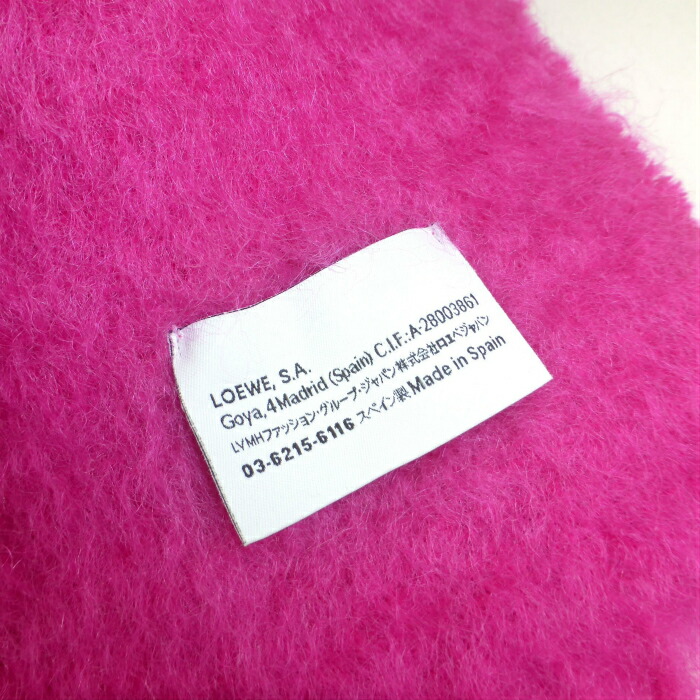 LOEWE, S.A.
Goya, 4 Madrid (Spain) C.I.F.:A-28003861
LVMHファッション・グループ・ジャパン株式会社ロエベジャパン
03-6215-6116 スペイン製 Made in Spain